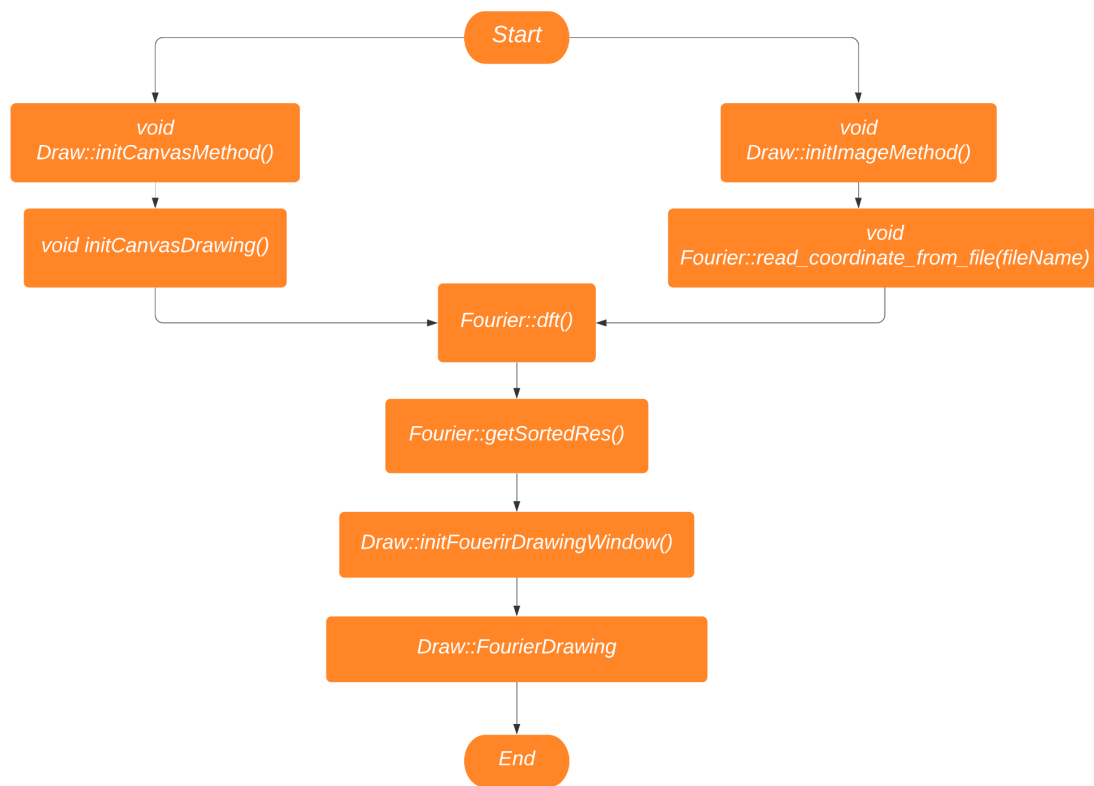 Start
void
Draw::initCanvasMethod()
void
Draw::initImageMethod()
void initCanvasDrawing()
void
Fourier::read_coordinate_from_file(fileName)
Fourier::dft()
Fourier::getSortedRes()
Draw::initFouerirDrawingWindow()
Draw::FourierDrawing
End